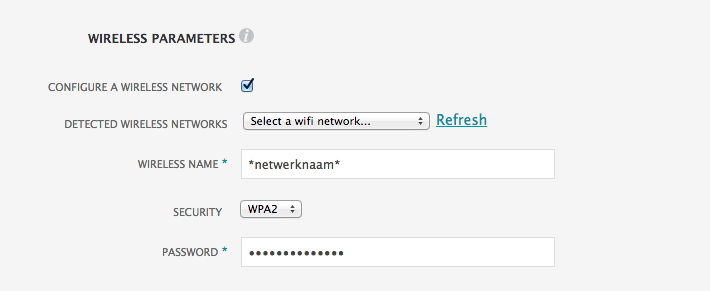 WIRELESS PARAMETERS i
CONFIGURE A WIRELESS NETWORK
DETECTED WIRELESS NETWORKS Select a wifi network... Refresh
WIRELESS NAME * *netwerknaam*
SECURITY WPA2
PASSWORD * ••••••••••••••